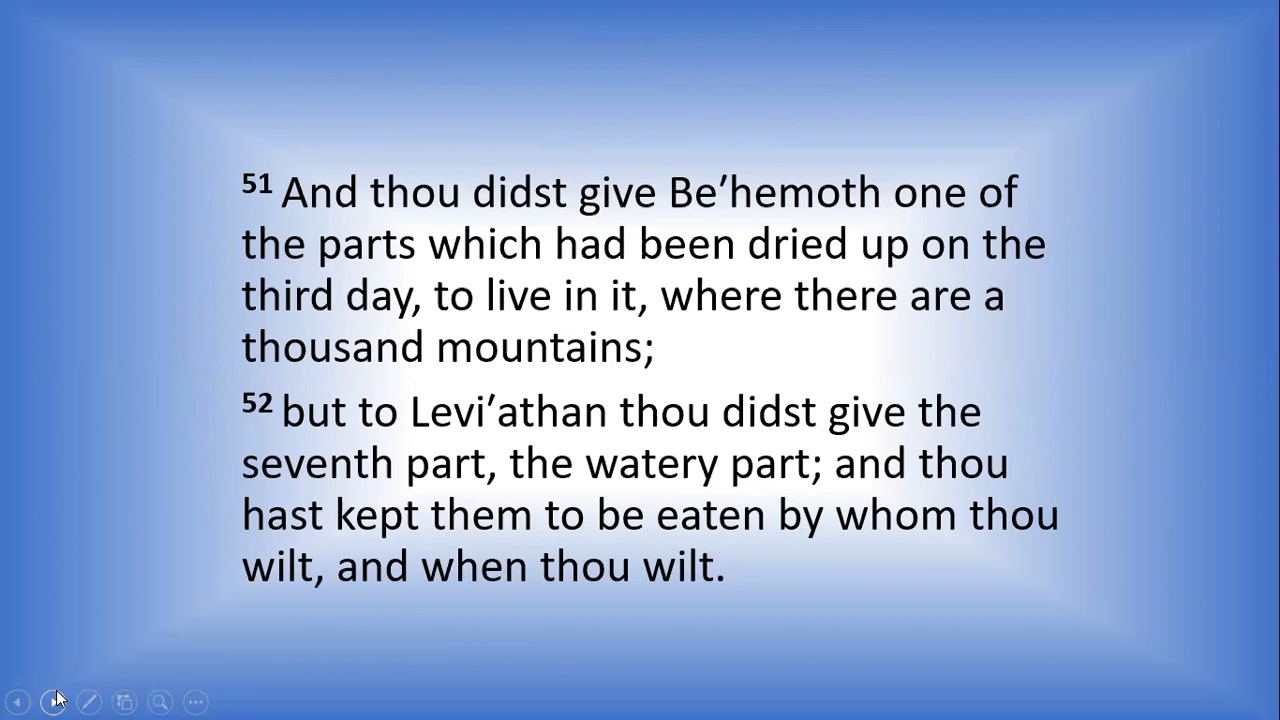 51 And thou didst give Be′hemoth one of
the parts which had been dried up on the
third day, to live in it, where there are a
thousand mountains;
52 but to Levi′athan thou didst give the
seventh part, the watery part; and thou
hast kept them to be eaten by whom thou
wilt, and when thou wilt.